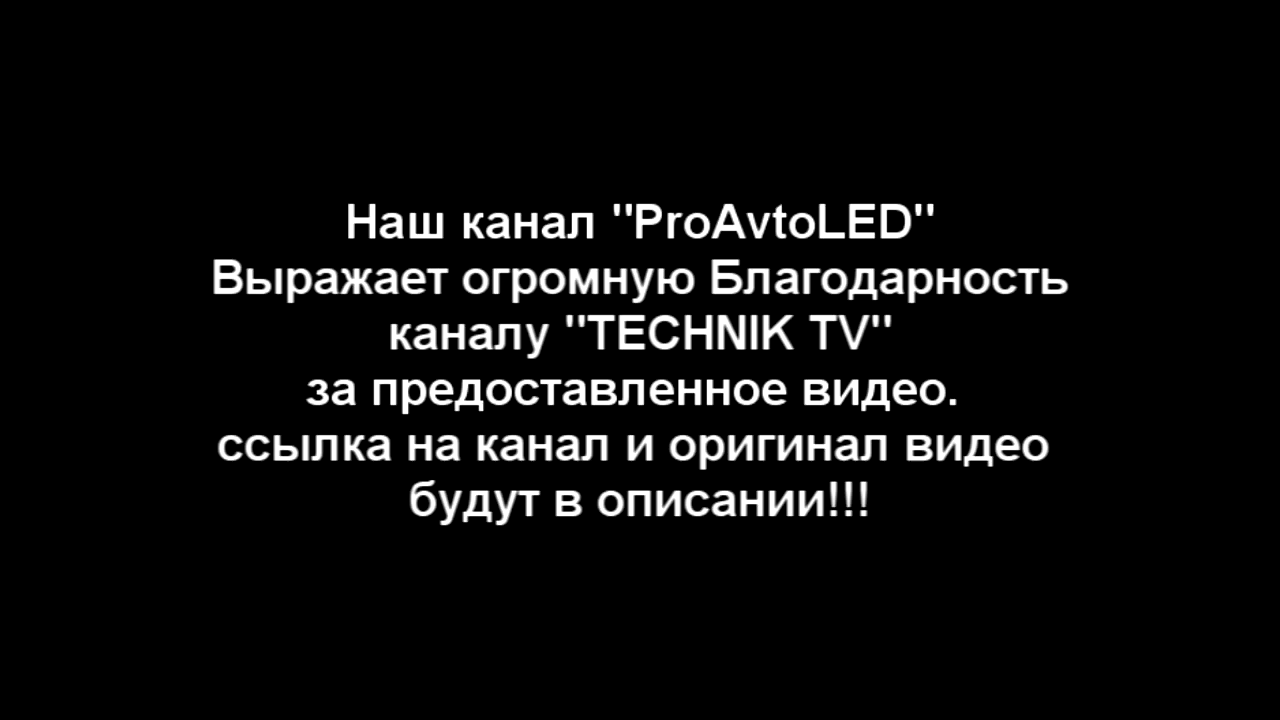 Наш канал "ProAvtoLED"
Выражает огромную Благодарность
каналу "TECHNIK TV"
за предоставленное видео.
ссылка на канал и оригинал видео
будут в описании!!!